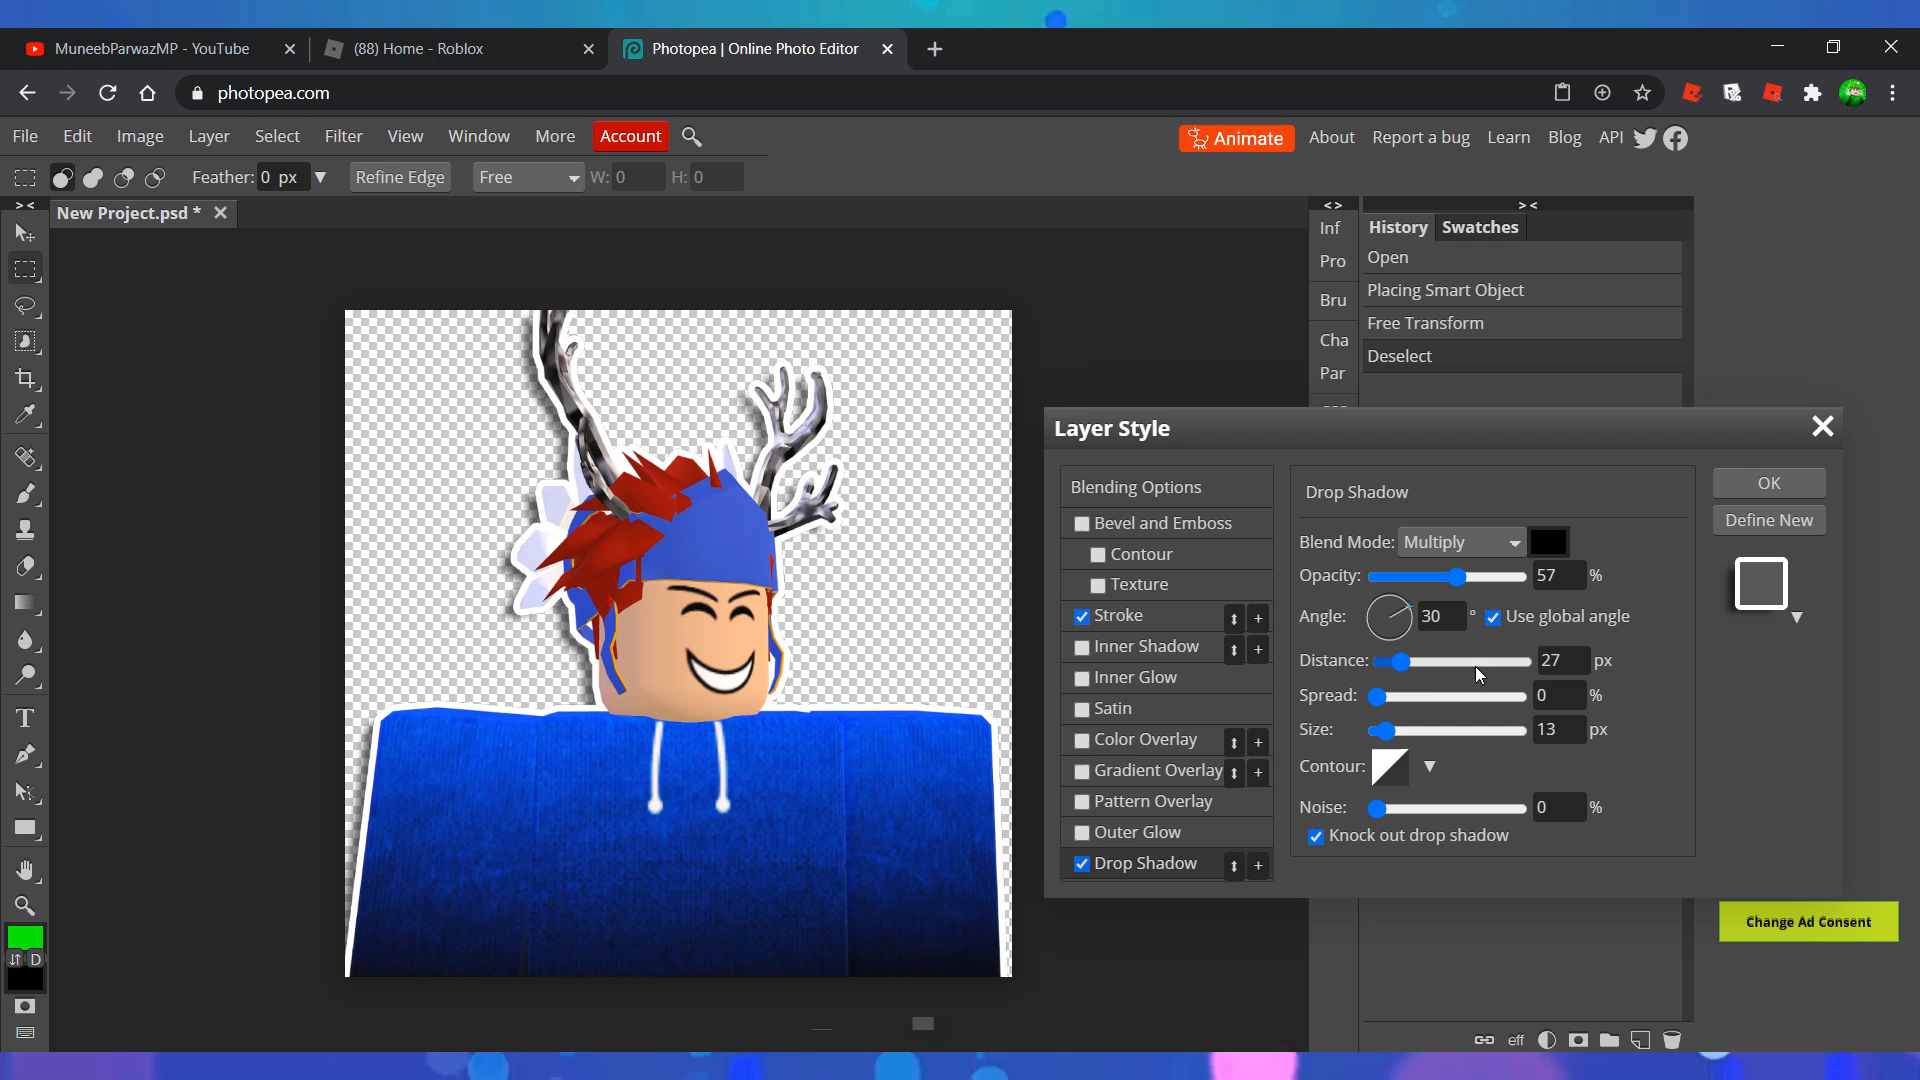 MuneebParwazMP - YouTube
(88) Home - Roblox
Photopea | Online Photo Editor
photopea.com
File Edit Image Layer Select Filter View Window More Account
Animate About Report a bug Learn Blog API
Feather: 0 px Refine Edge Free W: 0 H: 0
> <
New Project.psd *
< >
> <
Inf
Pro
Bru
Cha
Par
History Swatches
Open
Placing Smart Object
Free Transform
Deselect
Layer Style
Blending Options
Bevel and Emboss
Contour
Texture
Stroke +
Inner Shadow +
Inner Glow
Satin
Color Overlay +
Gradient Overlay +
Pattern Overlay
Outer Glow
Drop Shadow +
Drop Shadow
Blend Mode: Multiply
Opacity: 57 %
Angle: 30 ° Use global angle
Distance: 27 px
Spread: 0 %
Size: 13 px
Contour:
Noise: 0 %
Knock out drop shadow
OK
Define New
Change Ad Consent
T
D
eff